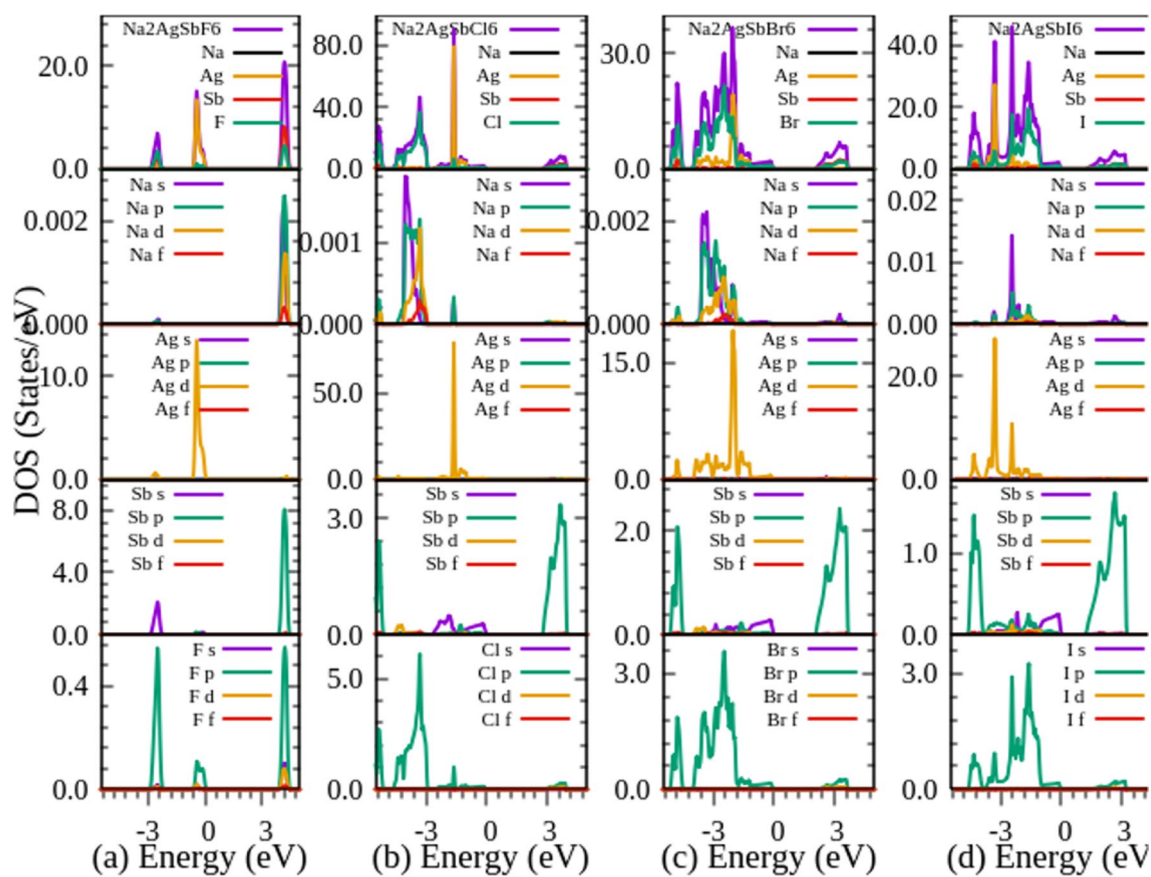 Na2AgSbF6
Na
Ag
Sb
F
20.0
0.0
Na s
Na p
Na d
Na f
0.002
0.000
Ag s
Ag p
Ag d
Ag f
10.0
0.0
Sb s
Sb p
Sb d
Sb f
8.0
4.0
0.0
F s
F p
F d
F f
0.4
0.0
-3 0 3
(a) Energy (eV)
DOS (States/eV)
Na2AgSbCl6
Na
Ag
Sb
Cl
80.0
40.0
0.0
Na s
Na p
Na d
Na f
0.001
0.000
Ag s
Ag p
Ag d
Ag f
50.0
0.0
Sb s
Sb p
Sb d
Sb f
3.0
0.0
Cl s
Cl p
Cl d
Cl f
5.0
0.0
-3 0 3
(b) Energy (eV)
Na2AgSbBr6
Na
Ag
Sb
Br
30.0
0.0
Na s
Na p
Na d
Na f
0.002
0.000
Ag s
Ag p
Ag d
Ag f
15.0
0.0
Sb s
Sb p
Sb d
Sb f
2.0
0.0
Br s
Br p
Br d
Br f
3.0
0.0
-3 0 3
(c) Energy (eV)
Na2AgSbI6
Na
Ag
Sb
I
40.0
20.0
0.0
Na s
Na p
Na d
Na f
0.02
0.01
0.00
Ag s
Ag p
Ag d
Ag f
20.0
0.0
Sb s
Sb p
Sb d
Sb f
1.0
0.0
I s
I p
I d
I f
3.0
0.0
-3 0 3
(d) Energy (eV